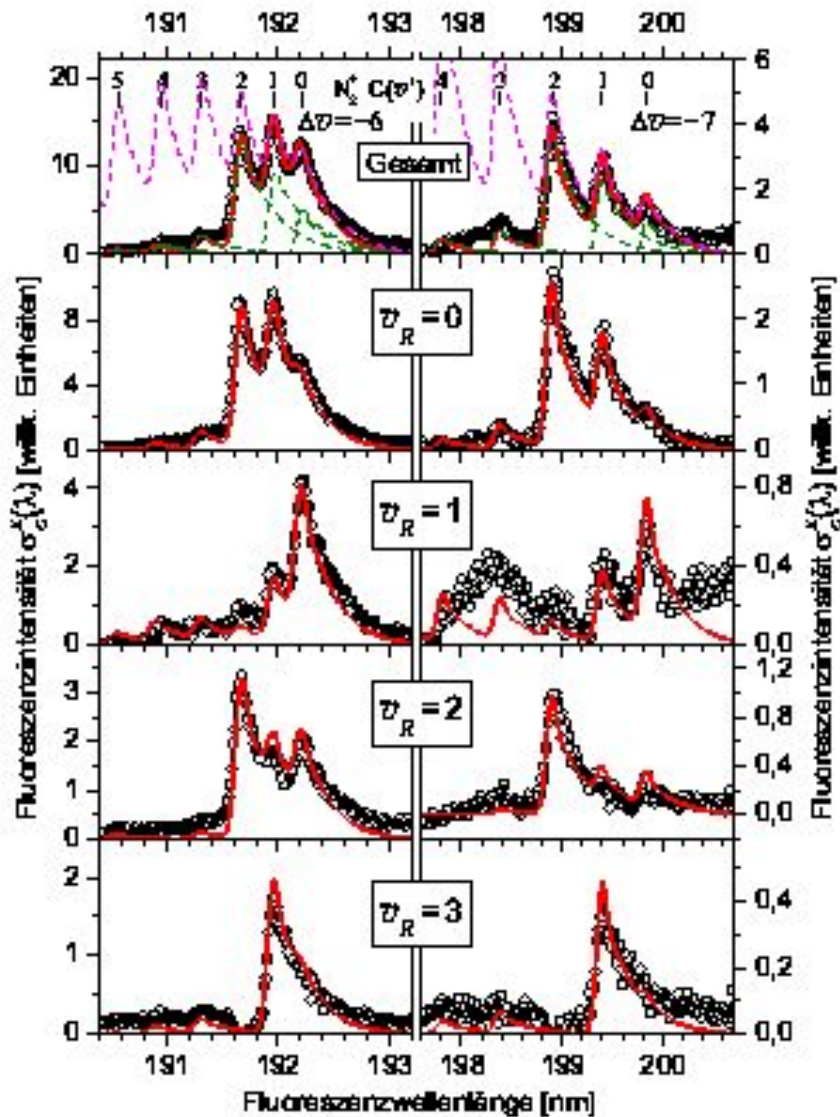 191 192 193 198 199 200
5 4 3 2 1 0 N₂⁺ C(v') 4 3 2 1 0
Δv=-6 Δv=-7
Gesamt
20
10
0
6
4
2
0
v_R = 0
8
4
0
2
1
0
v_R = 1
4
2
0
0,8
0,4
0,0
v_R = 2
3
2
1
0
1,2
0,8
0,4
0,0
v_R = 3
2
1
0
0,4
0,2
0,0
191 192 193 198 199 200
Fluoreszenzwellenlänge [nm]
Fluoreszenzintensität σ (λ) [willk. Einheiten]
Fluoreszenzintensität σ (λ) [willk. Einheiten]